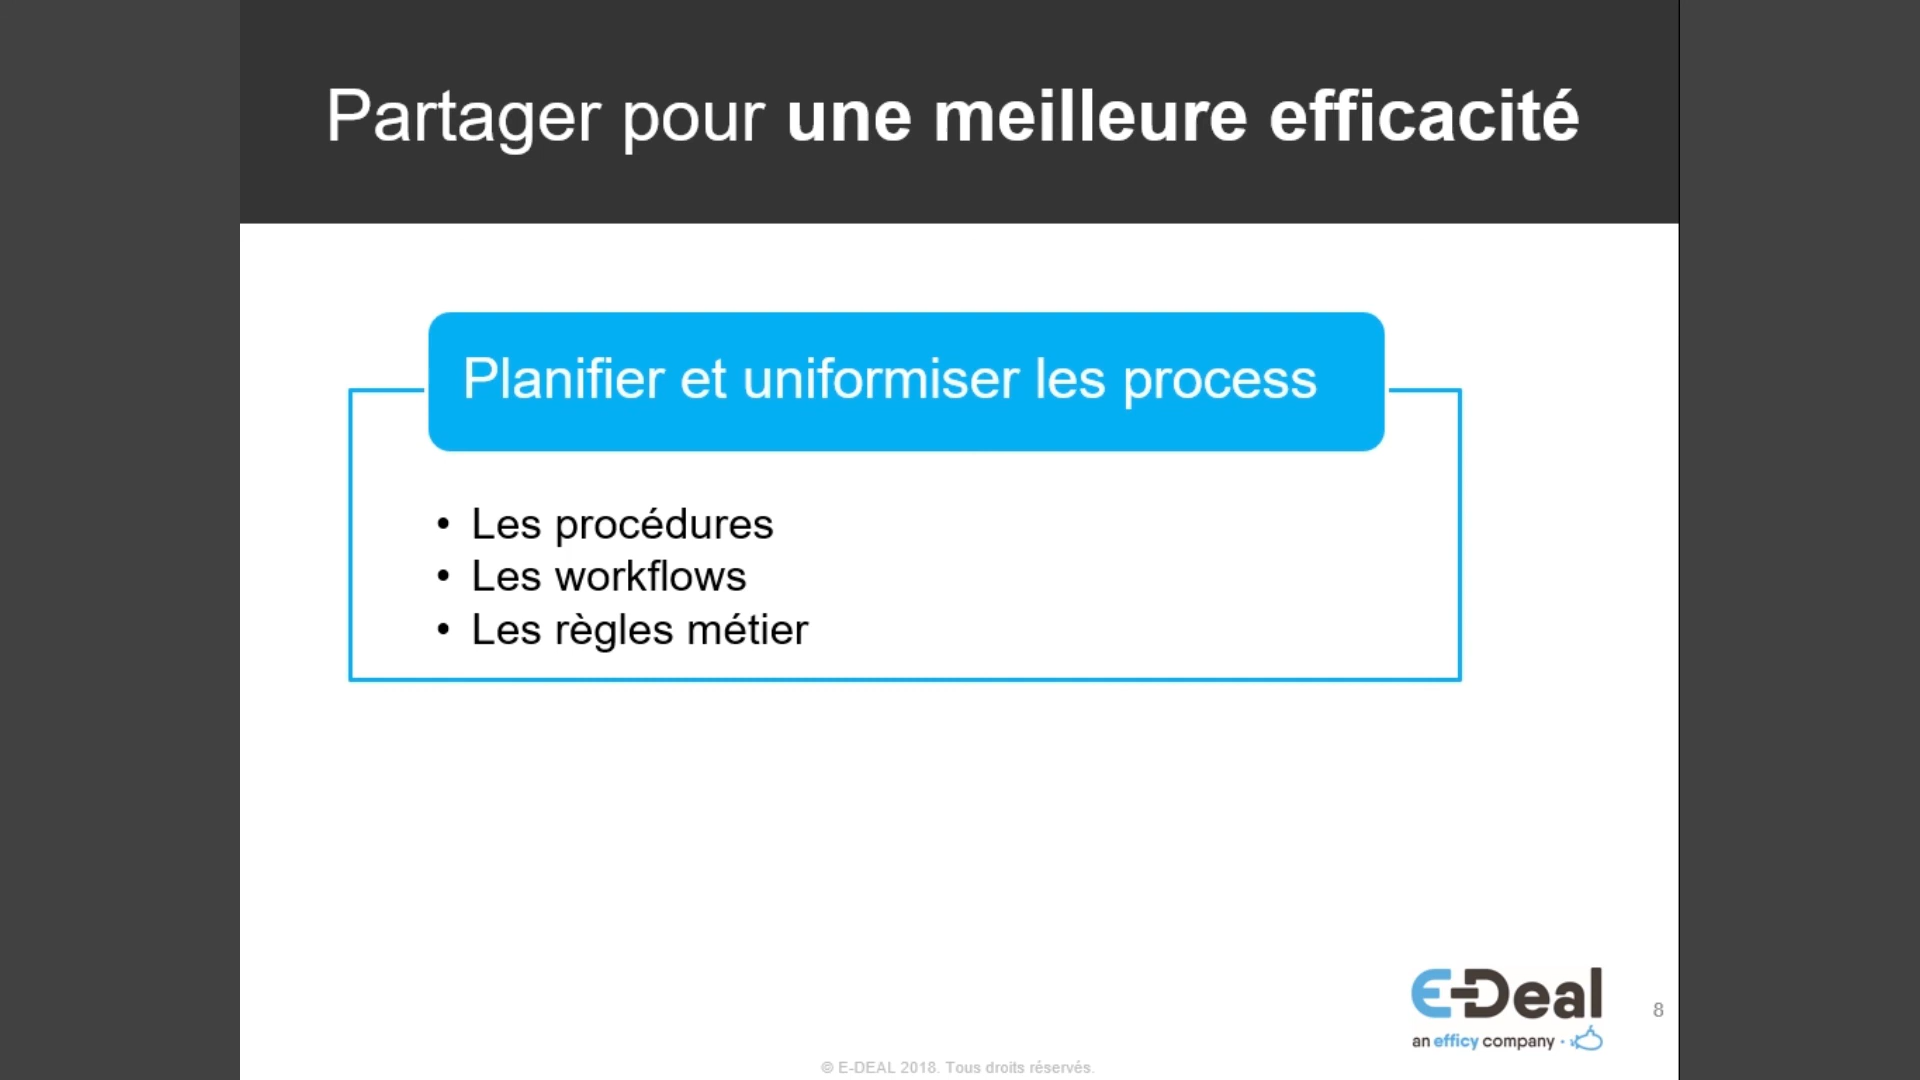 Partager pour une meilleure efficacité
Planifier et uniformiser les process
• Les procédures
• Les workflows
• Les règles métier
E-Deal
an efficy company
8
© E-DEAL 2018. Tous droits réservés.